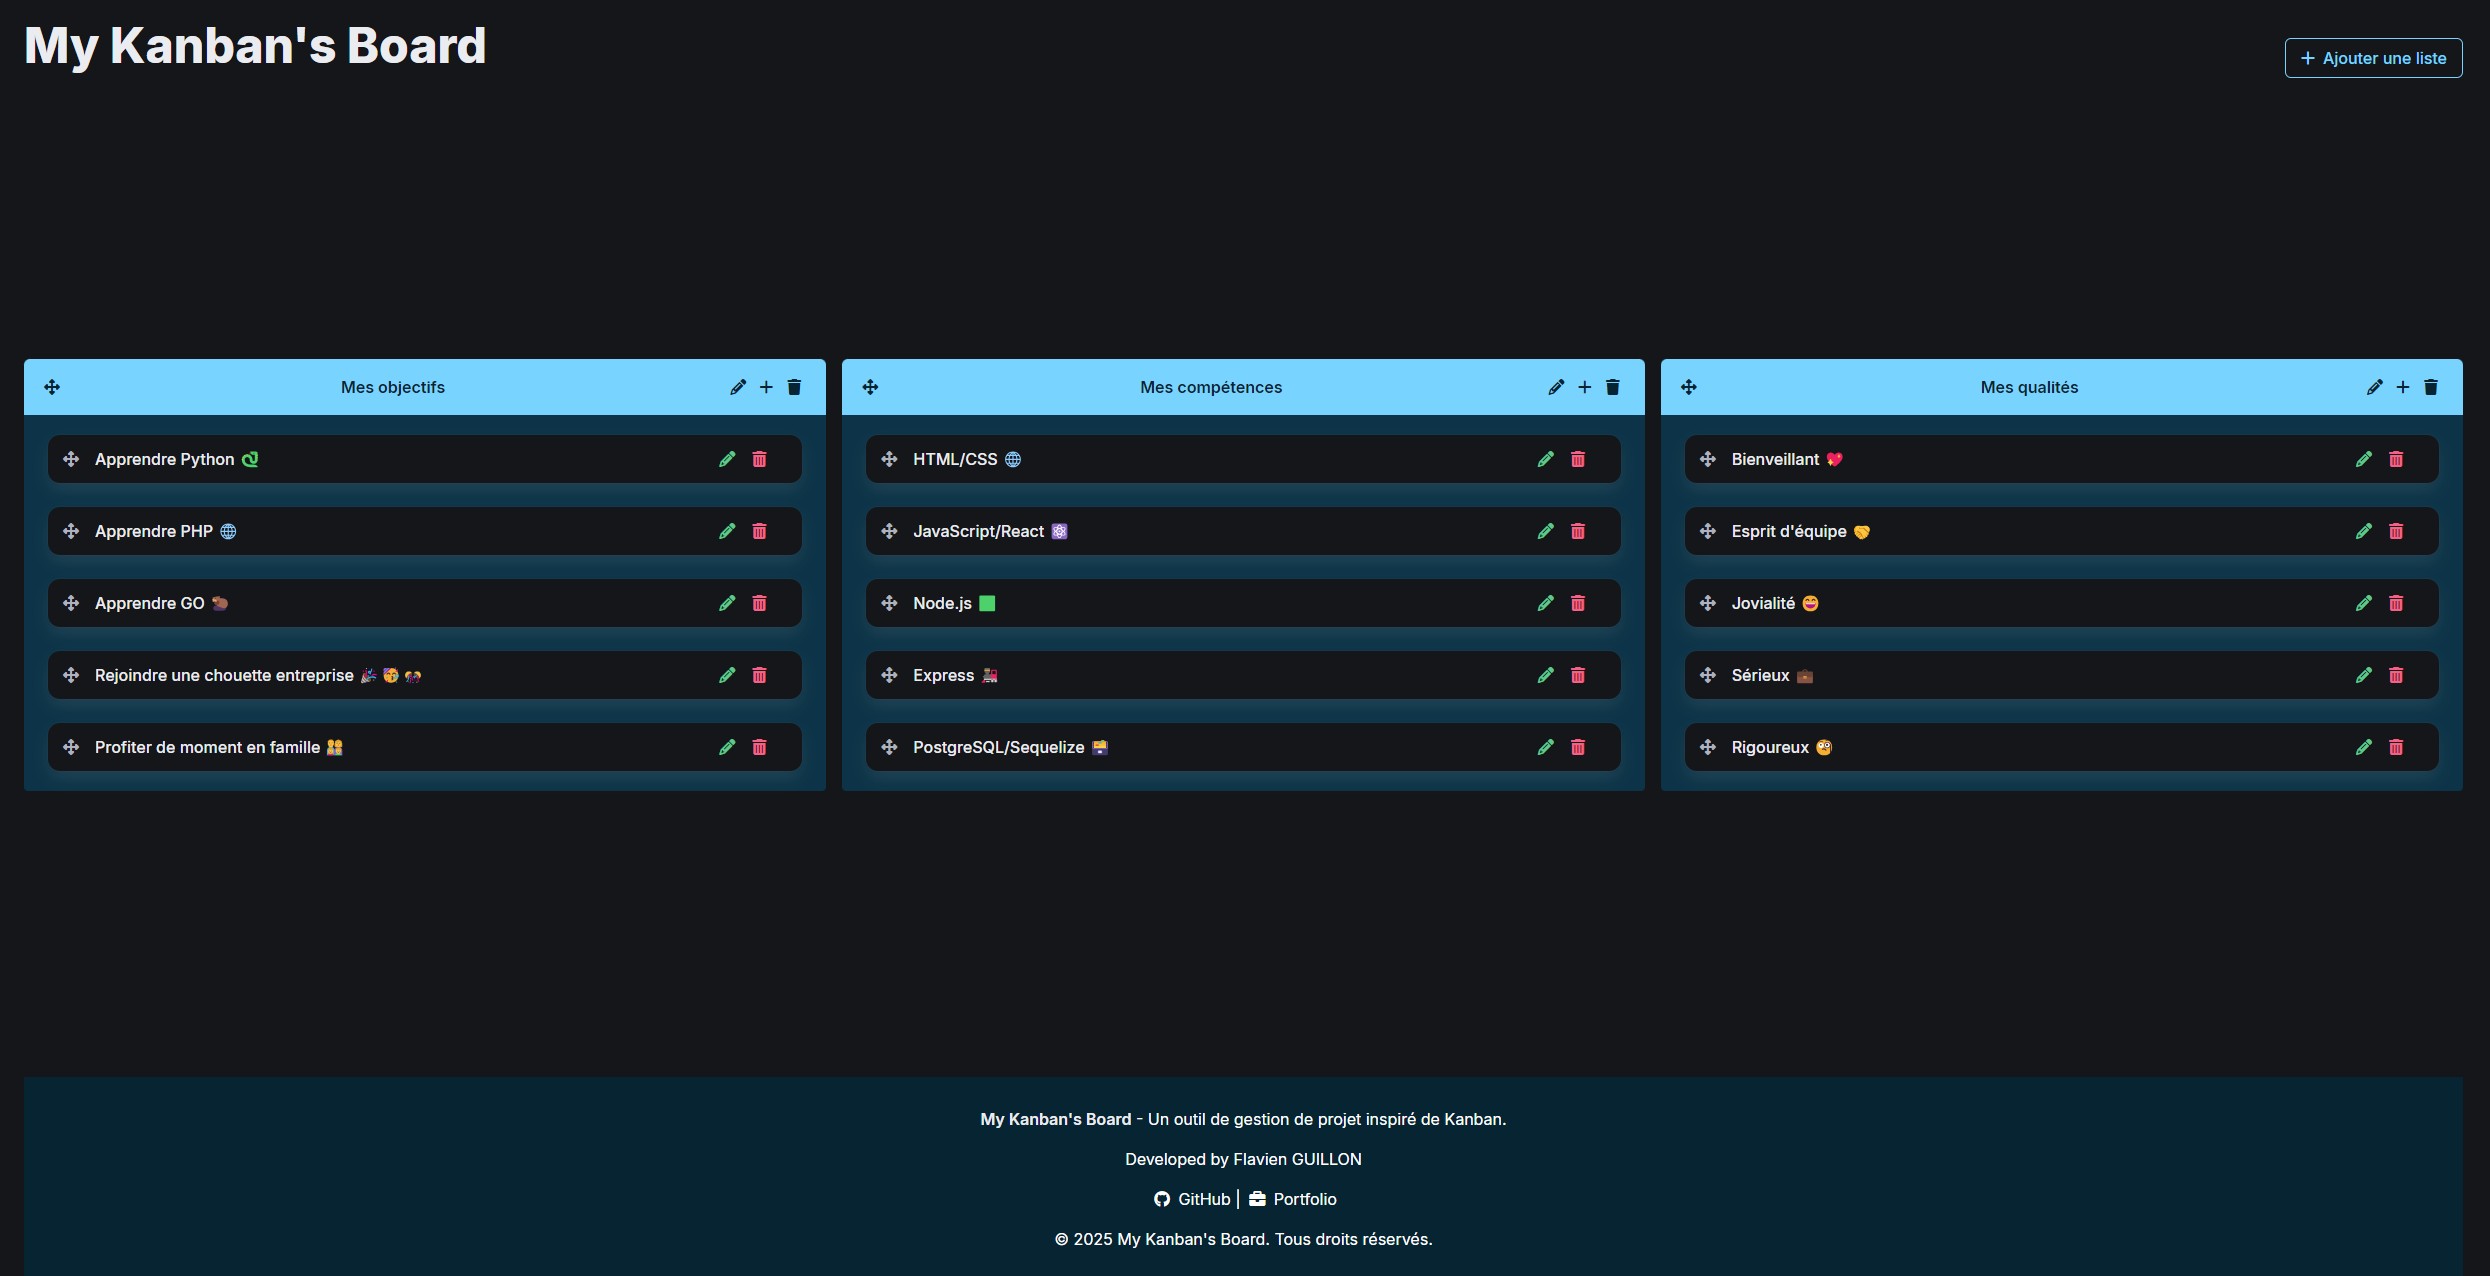 My Kanban's Board
Ajouter une liste
Mes objectifs
Apprendre Python
Apprendre PHP
Apprendre GO
Rejoindre une chouette entreprise 🎉
Profiter de moment en famille
Mes compétences
HTML/CSS
JavaScript/React
Node.js
Express
PostgreSQL/Sequelize
Mes qualités
Bienveillant
Esprit d'équipe
Jovialité
Sérieux
Rigoureux
My Kanban's Board - Un outil de gestion de projet inspiré de Kanban.
Developed by Flavien GUILLON
GitHub | Portfolio
© 2025 My Kanban's Board. Tous droits réservés.